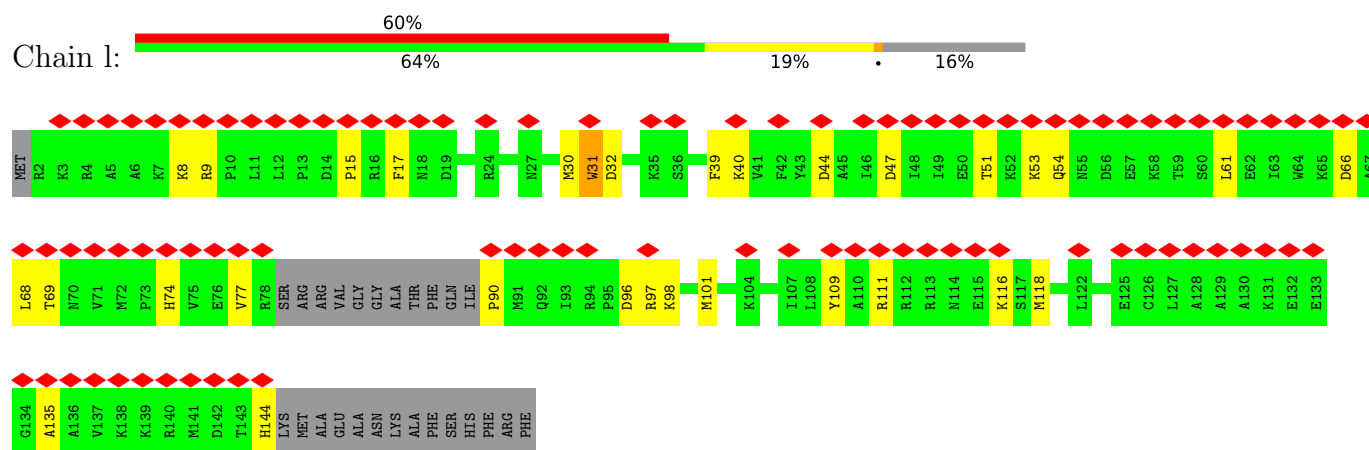 60%
Chain l:
64% 19% • 16%
MET R2 K3 R4 A5 A6 K7 K8 R9 P10 L11 L12 P13 D14 P15 R16 F17 N18 D19 R24 N27 M30 W31 D32 K35 S36 F39 K40 V41 F42 Y43 D44 A45 I46 D47 I48 I49 E50 T51 K52 K53 Q54 N55 D56 E57 K58 T59 S60 L61 E62 I63 W64 K65 D66 A67
L68 T69 N70 V71 M72 P73 H74 V75 E76 V77 R78 SER ARG ARG VAL GLY GLY ALA THR PHE GLN ILE P90 M91 Q92 I93 R94 P95 D96 R97 K98 M101 K104 I107 L108 Y109 A110 R111 R112 R113 N114 E115 K116 S117 M118 L122 E125 C126 L127 A128 A129 A130 K131 E132 E133
G134 A135 A136 V137 K138 K139 R140 M141 D142 T143 H144 LYS MET ALA GLU ALA ASN LYS ALA PHE SER HIS PHE ARG PHE